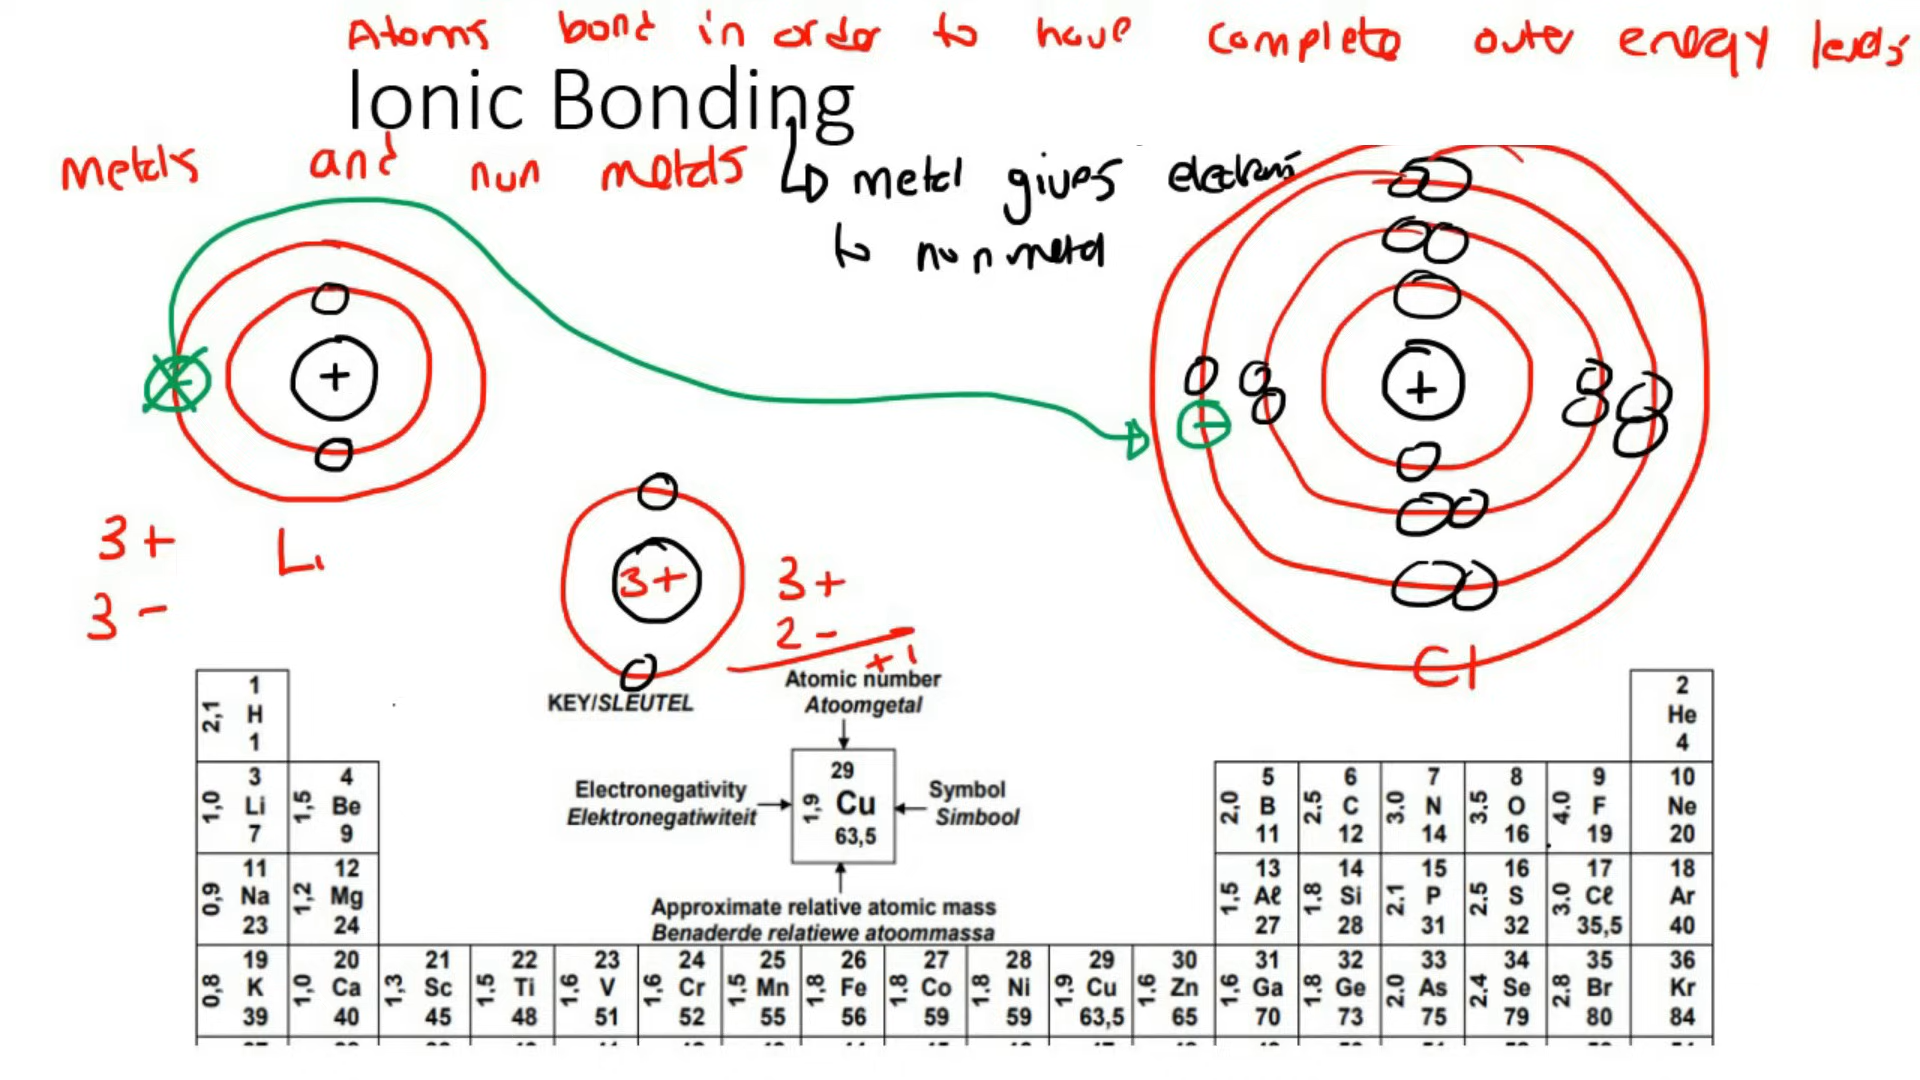 Atoms bond in order to have complete outer energy levels
Ionic Bonding
metals and nun metals
↳ metal gives electrons
to nun metal
+
+
−
3+
3−
Li
3+
3+
2−
+1
Cl
KEY/SLEUTEL
Atomic number
Atoomgetal
Electronegativity
Elektronegatiwiteit
29
1,9 Cu
63,5
Symbol
Simbool
Approximate relative atomic mass
Benaderde relatiewe atoommassa
1 2
2,1 H He
1 4
3 4 5 6 7 8 9 10
1,0 Li 1,5 Be 2,0 B 2,5 C 3,0 N 3,5 O 4,0 F Ne
7 9 11 12 14 16 19 20
11 12 13 14 15 16 17 18
0,9 Na 1,2 Mg 1,5 Aℓ 1,8 Si 2,1 P 2,5 S 3,0 Cℓ Ar
23 24 27 28 31 32 35,5 40
19 20 21 22 23 24 25 26 27 28 29 30 31 32 33 34 35 36
0,8 K 1,0 Ca 1,3 Sc 1,5 Ti 1,6 V 1,6 Cr 1,5 Mn 1,8 Fe 1,8 Co 1,8 Ni 1,9 Cu 1,6 Zn 1,6 Ga 1,8 Ge 2,0 As 2,4 Se 2,8 Br Kr
39 40 45 48 51 52 55 56 59 59 63,5 65 70 73 75 79 80 84